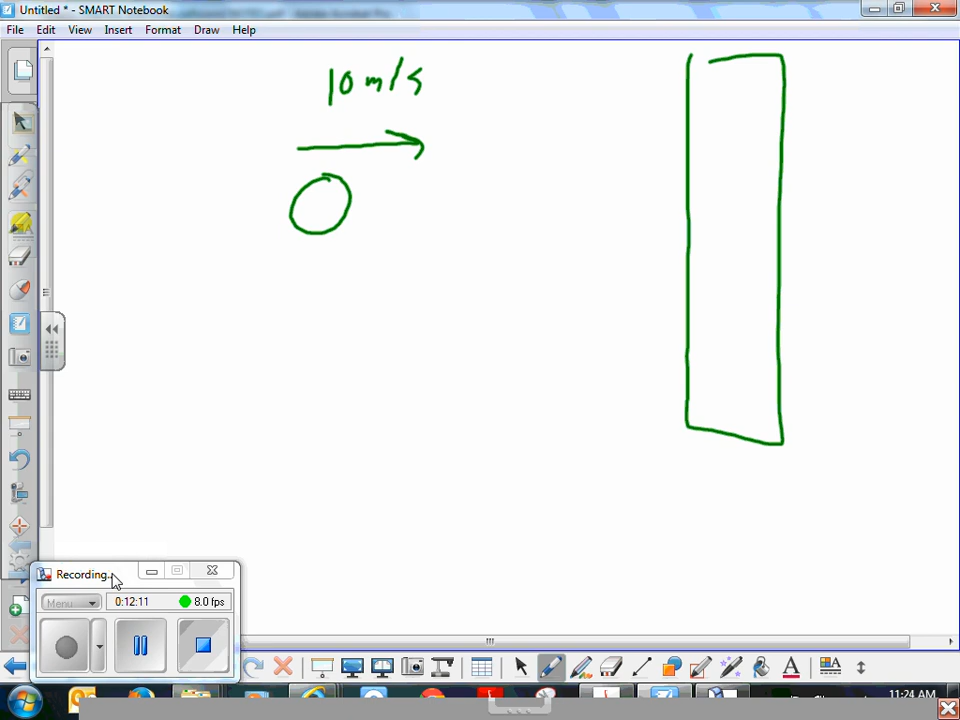 Untitled * - SMART Notebook
File Edit View Insert Format Draw Help
10 m/s
Recording...
Menu 0:12:11 8.0 fps
11:24 AM